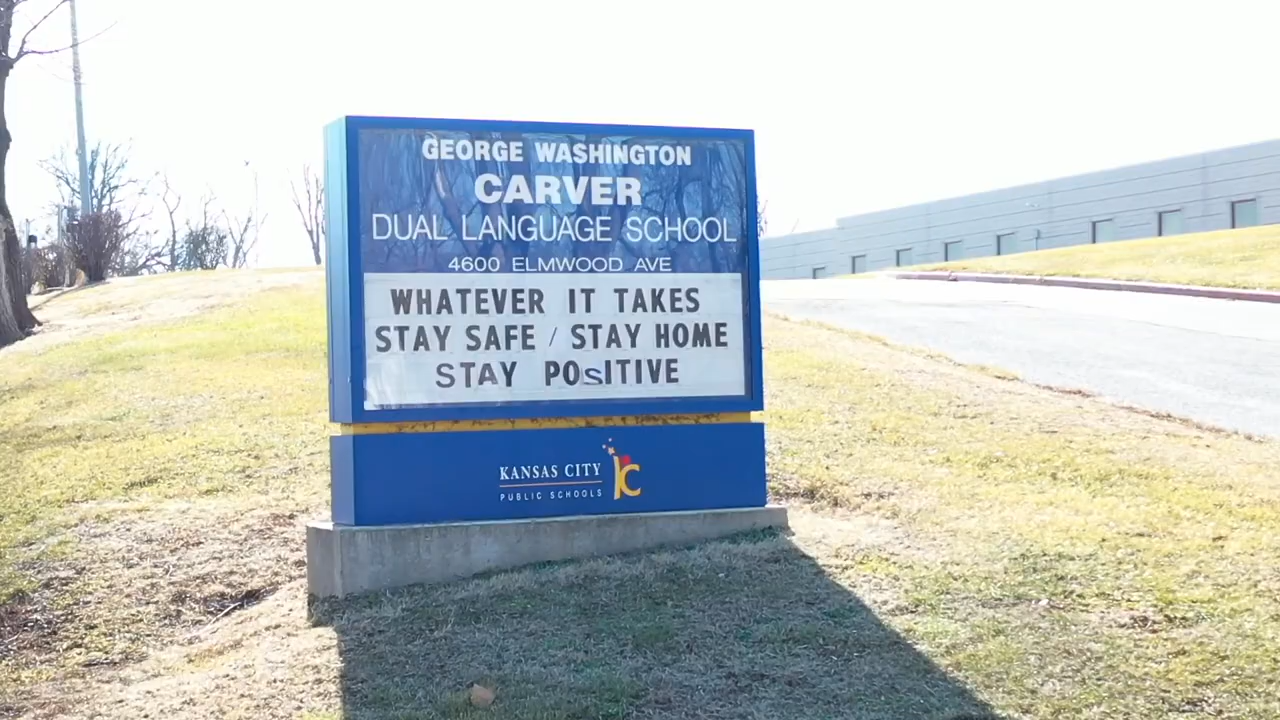 GEORGE WASHINGTON
CARVER
DUAL LANGUAGE SCHOOL
4600 ELMWOOD AVE
WHATEVER IT TAKES
STAY SAFE / STAY HOME
STAY POsITIVE
KANSAS CITY
PUBLIC SCHOOLS
KC